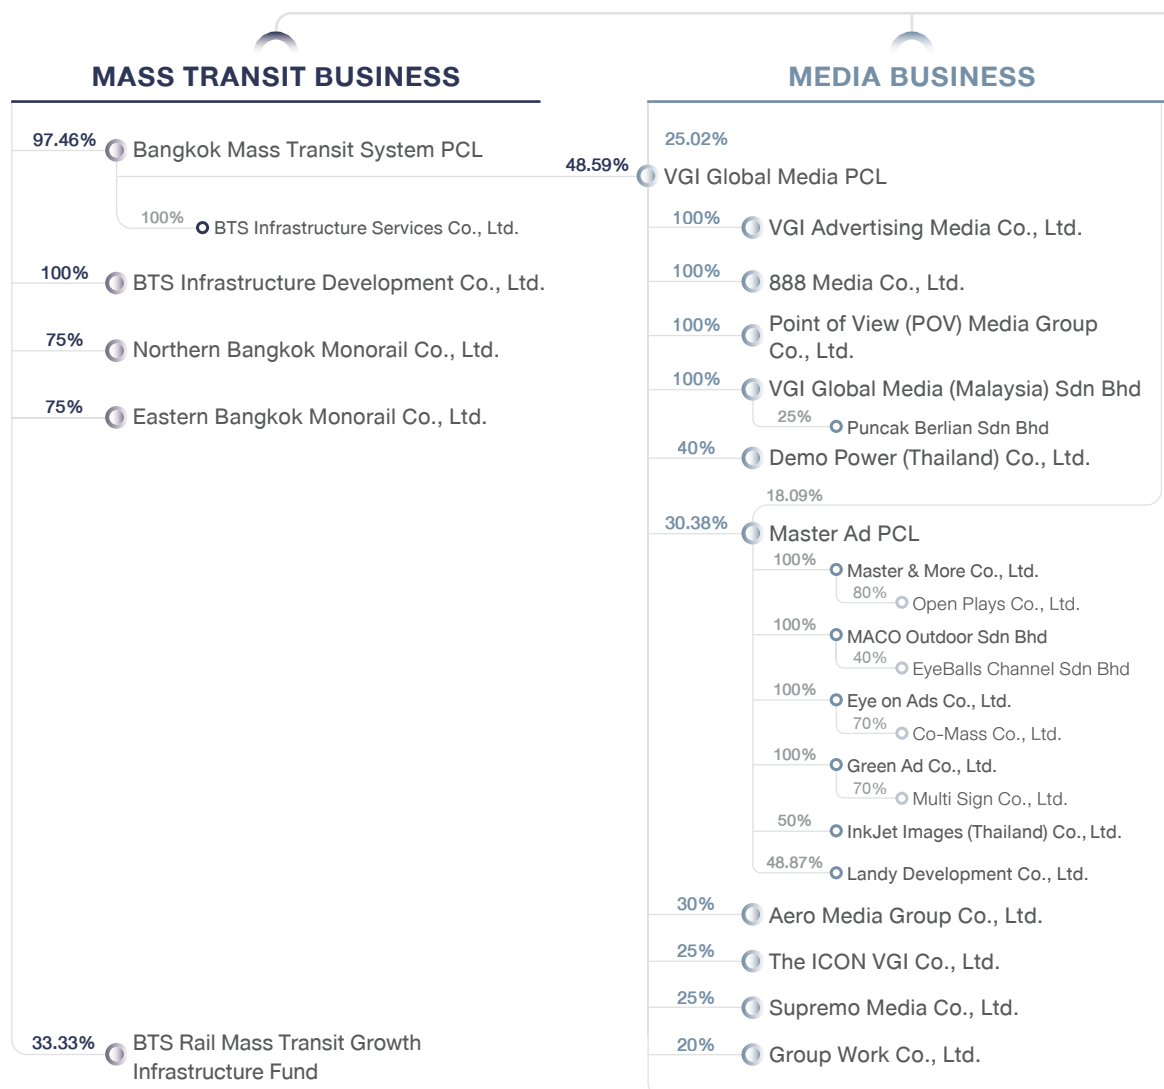 MASS TRANSIT BUSINESS
97.46%
Bangkok Mass Transit System PCL
100%
BTS Infrastructure Services Co., Ltd.
100%
BTS Infrastructure Development Co., Ltd.
75%
Northern Bangkok Monorail Co., Ltd.
75%
Eastern Bangkok Monorail Co., Ltd.
33.33%
BTS Rail Mass Transit Growth
Infrastructure Fund
MEDIA BUSINESS
25.02%
48.59%
VGI Global Media PCL
100%
VGI Advertising Media Co., Ltd.
100%
888 Media Co., Ltd.
100%
Point of View (POV) Media Group
Co., Ltd.
100%
VGI Global Media (Malaysia) Sdn Bhd
25%
Puncak Berlian Sdn Bhd
40%
Demo Power (Thailand) Co., Ltd.
18.09%
30.38%
Master Ad PCL
100%
Master & More Co., Ltd.
80%
Open Plays Co., Ltd.
100%
MACO Outdoor Sdn Bhd
40%
EyeBalls Channel Sdn Bhd
100%
Eye on Ads Co., Ltd.
70%
Co-Mass Co., Ltd.
100%
Green Ad Co., Ltd.
70%
Multi Sign Co., Ltd.
50%
InkJet Images (Thailand) Co., Ltd.
48.87%
Landy Development Co., Ltd.
30%
Aero Media Group Co., Ltd.
25%
The ICON VGI Co., Ltd.
25%
Supremo Media Co., Ltd.
20%
Group Work Co., Ltd.